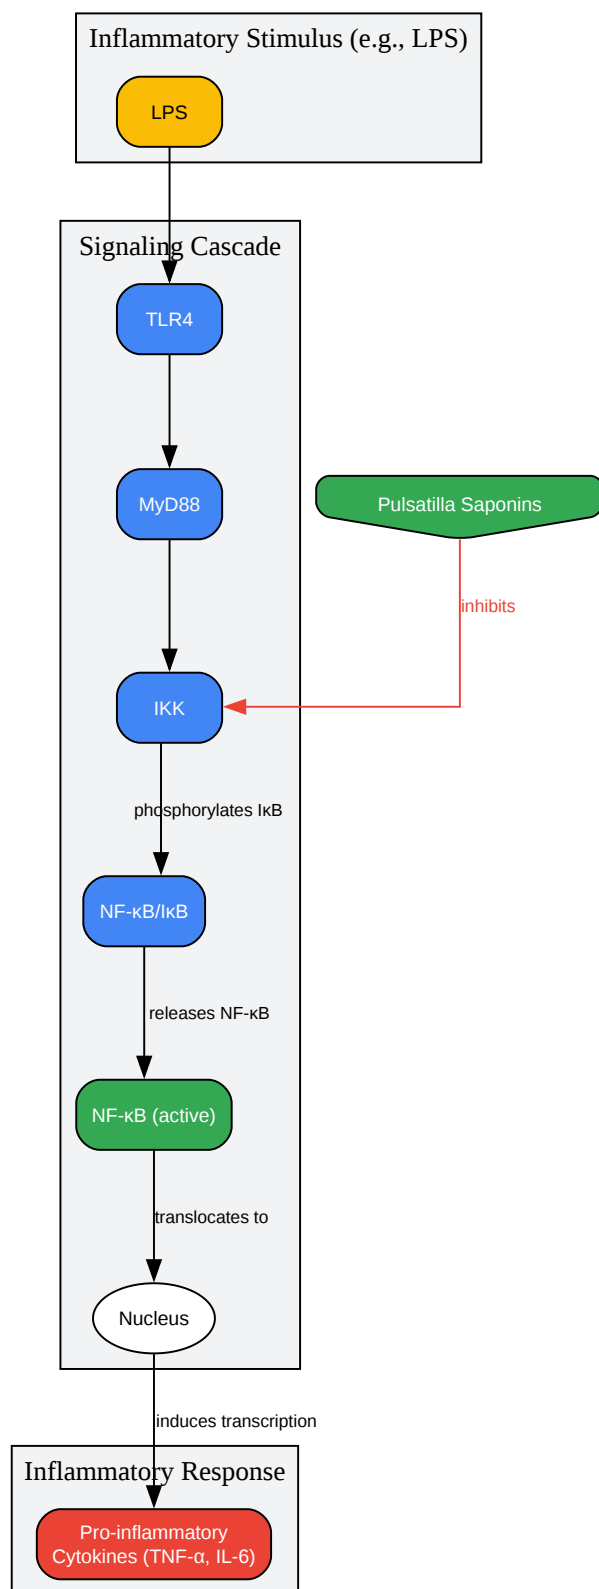 Inflammatory Stimulus (e.g., LPS)
LPS
Signaling Cascade
TLR4
MyD88
Pulsatilla Saponins
inhibits
IKK
phosphorylates IκB
NF-κB/IκB
releases NF-κB
NF-κB (active)
translocates to
Nucleus
induces transcription
Inflammatory Response
Pro-inflammatory
Cytokines (TNF-α, IL-6)